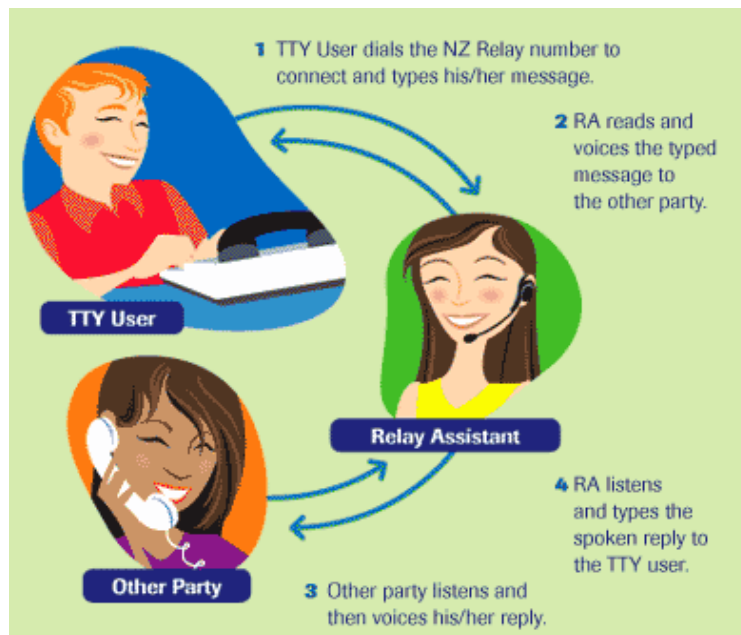 1 TTY User dials the NZ Relay number to
connect and types his/her message.
2 RA reads and
voices the typed
message to
the other party.
TTY User
Relay Assistant
Other Party
3 Other party listens and
then voices his/her reply.
4 RA listens
and types the
spoken reply to
the TTY user.